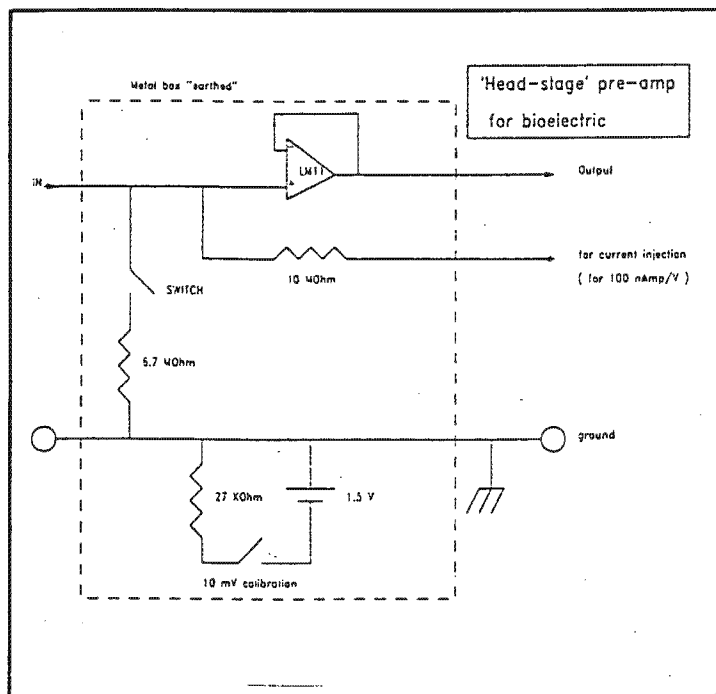 'Head-stage' pre-amp
for bioelectric
Metal box "earthed"
LM11
IN
Output
for current injection
( for 100 nAmp/V )
10 MOhm
SWITCH
6.7 MOhm
ground
27 KOhm
1.5 V
10 mV calibration